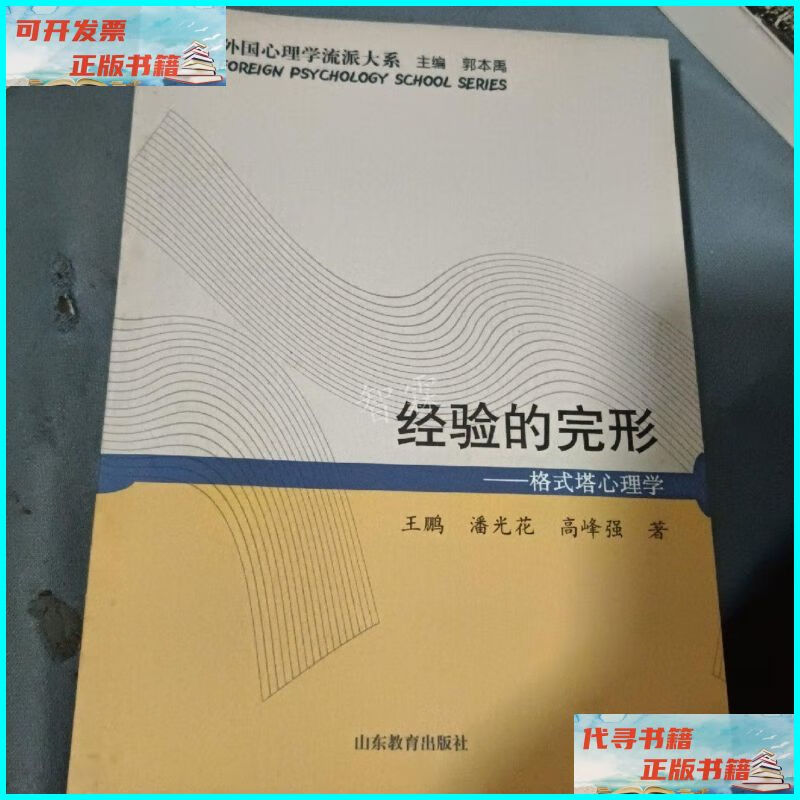 可开发票
正版书籍
外国心理学流派大系 主编 郭本禹
FOREIGN PSYCHOLOGY SCHOOL SERIES
智霆
经验的完形
——格式塔心理学
王鹏 潘光花 高峰强 著
山东教育出版社
代寻书籍
正版书籍